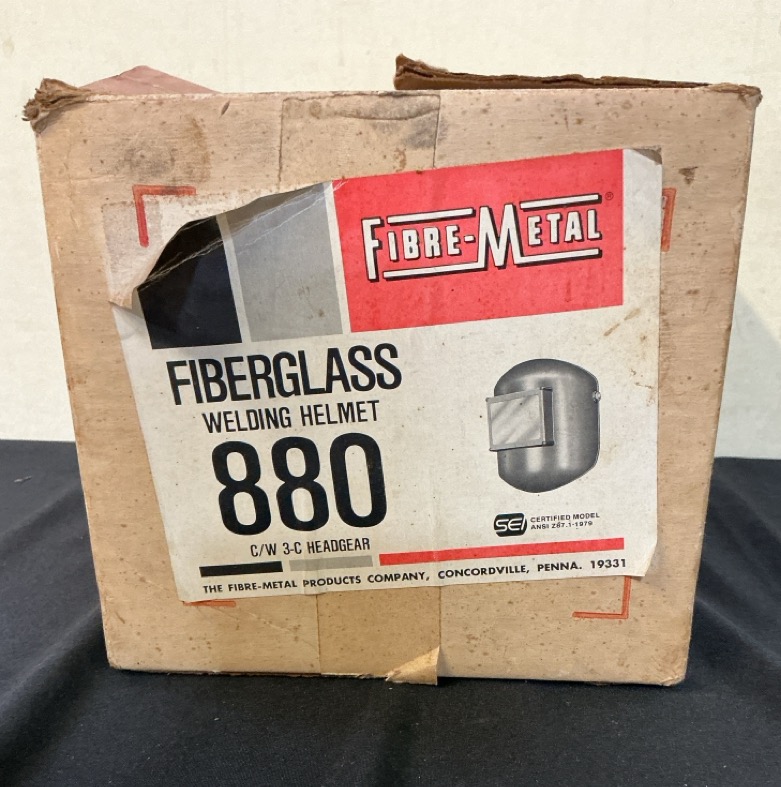 FIBRE-METAL®
FIBERGLASS
WELDING HELMET
880
C/W 3-C HEADGEAR
SEI
CERTIFIED MODEL
ANSI Z87.1-1979
THE FIBRE-METAL PRODUCTS COMPANY, CONCORDVILLE, PENNA. 19331